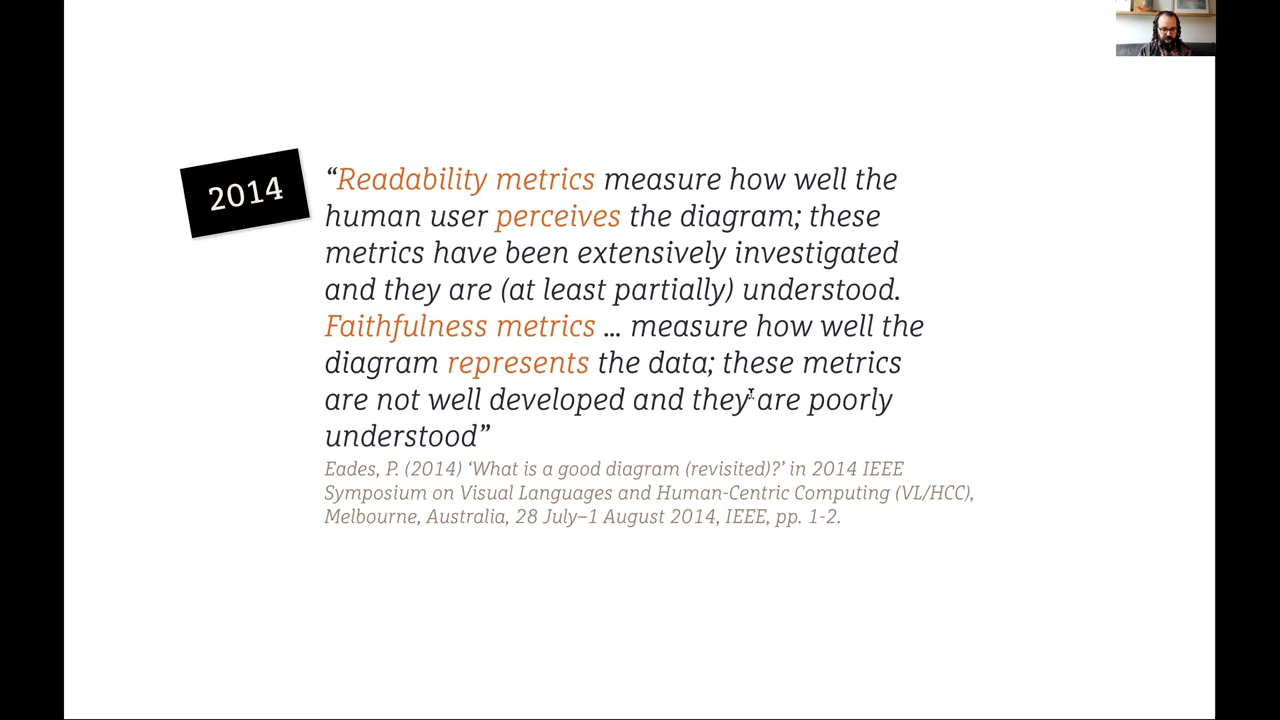 2014
“Readability metrics measure how well the
human user perceives the diagram; these
metrics have been extensively investigated
and they are (at least partially) understood.
Faithfulness metrics ... measure how well the
diagram represents the data; these metrics
are not well developed and they are poorly
understood”
Eades, P. (2014) ‘What is a good diagram (revisited)?’ in 2014 IEEE
Symposium on Visual Languages and Human-Centric Computing (VL/HCC),
Melbourne, Australia, 28 July–1 August 2014, IEEE, pp. 1-2.